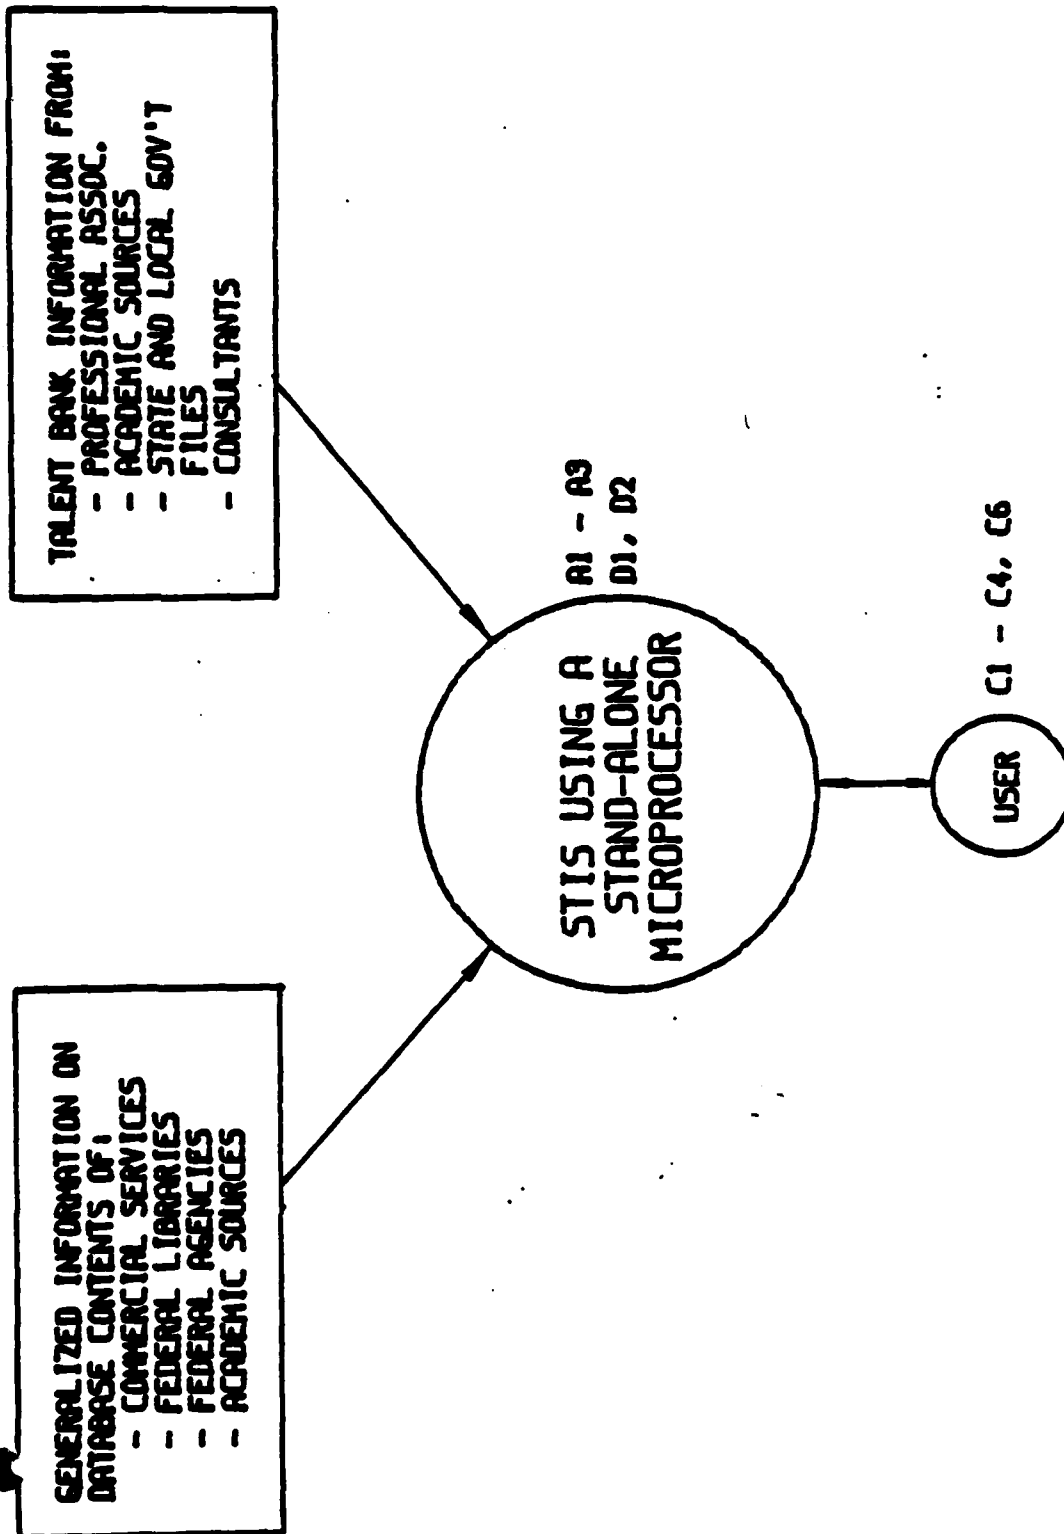 GENERALIZED INFORMATION ON
DATABASE CONTENTS OF:
- COMMERCIAL SERVICES
- FEDERAL LIBRARIES
- FEDERAL AGENCIES
- ACADEMIC SOURCES
TALENT BANK INFORMATION FROM:
- PROFESSIONAL ASSOC.
- ACADEMIC SOURCES
- STATE AND LOCAL GOV'T
FILES
- CONSULTANTS
STIS USING A
STAND-ALONE
MICROPROCESSOR
A1 - A3
D1, D2
USER
C1 - C4, C6